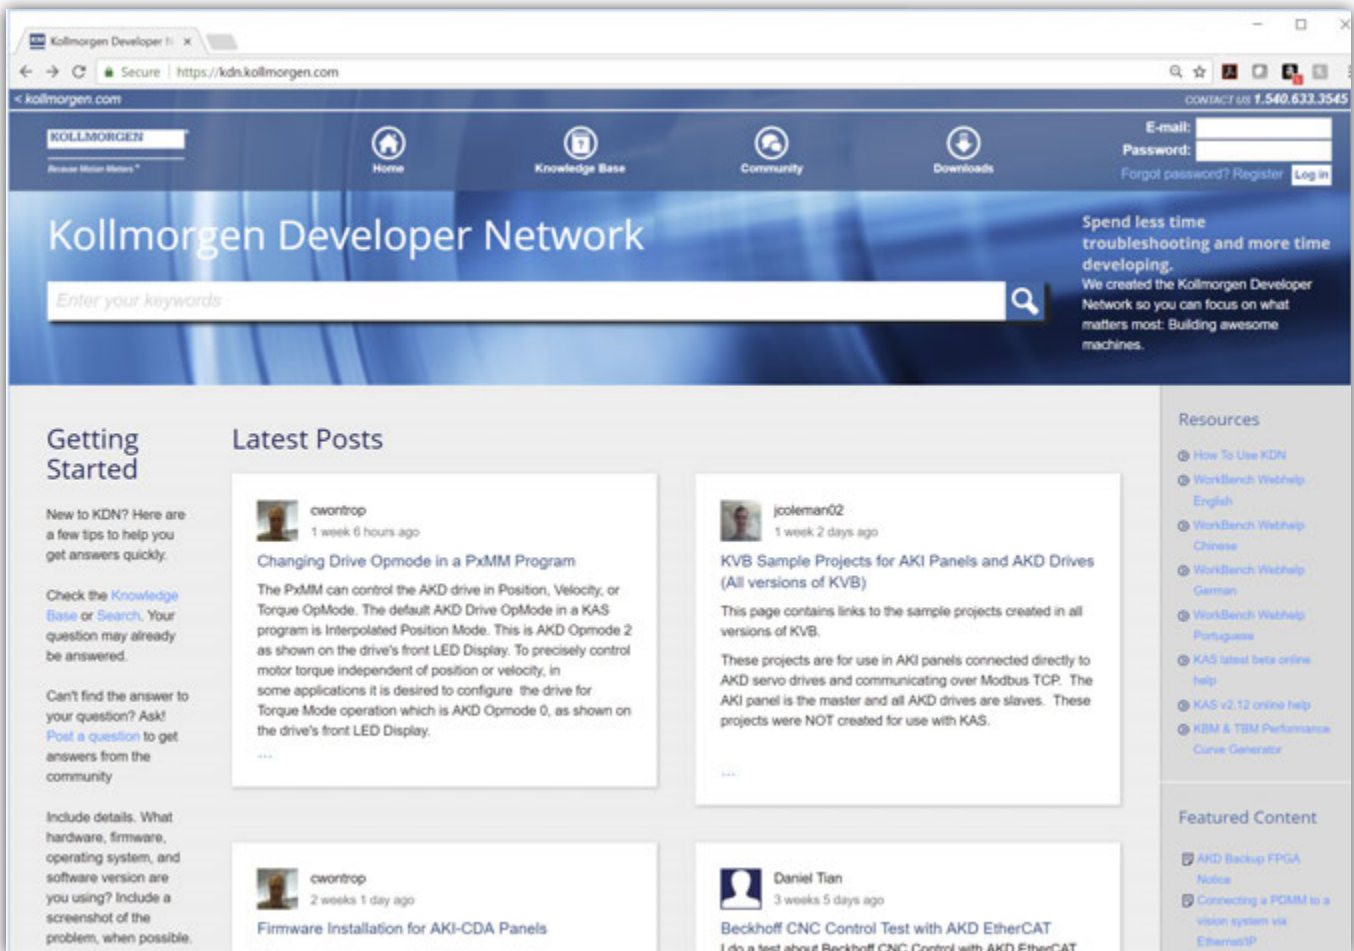 Kollmorgen Developer N
Secure
https://kdn.kollmorgen.com
< kollmorgen.com
CONTACT US 1.540.633.3545
KOLLMORGEN
Because Motion Matters™
Home
Knowledge Base
Community
Downloads
E-mail:
Password:
Forgot password? Register Log in
Kollmorgen Developer Network
Enter your keywords
Spend less time
troubleshooting and more time
developing.
We created the Kollmorgen Developer
Network so you can focus on what
matters most: Building awesome
machines.
Getting
Started
New to KDN? Here are
a few tips to help you
get answers quickly.
Check the Knowledge
Base or Search. Your
question may already
be answered.
Can't find the answer to
your question? Ask!
Post a question to get
answers from the
community
Include details. What
hardware, firmware,
operating system, and
software version are
you using? Include a
screenshot of the
problem, when possible.
Latest Posts
cwontrop
1 week 6 hours ago
Changing Drive Opmode in a PxMM Program
The PxMM can control the AKD drive in Position, Velocity, or
Torque OpMode. The default AKD Drive OpMode in a KAS
program is Interpolated Position Mode. This is AKD Opmode 2
as shown on the drive's front LED Display. To precisely control
motor torque independent of position or velocity, in
some applications it is desired to configure the drive for
Torque Mode operation which is AKD Opmode 0, as shown on
the drive's front LED Display.
...
jcoleman02
1 week 2 days ago
KVB Sample Projects for AKI Panels and AKD Drives
(All versions of KVB)
This page contains links to the sample projects created in all
versions of KVB.
These projects are for use in AKI panels connected directly to
AKD servo drives and communicating over Modbus TCP. The
AKI panel is the master and all AKD drives are slaves. These
projects were NOT created for use with KAS.
...
cwontrop
2 weeks 1 day ago
Firmware Installation for AKI-CDA Panels
Daniel Tian
3 weeks 5 days ago
Beckhoff CNC Control Test with AKD EtherCAT
I do a test about Beckhoff CNC Control with AKD EtherCAT
Resources
How To Use KDN
WorkBench Webhelp
English
WorkBench Webhelp
Chinese
WorkBench Webhelp
German
WorkBench Webhelp
Portuguese
KAS latest beta online
help
KAS v2.12 online help
KBM & TBM Performance
Curve Generator
Featured Content
AKD Backup FPGA
Notice
Connecting a PDMM to a
vision system via
Ethernet/IP